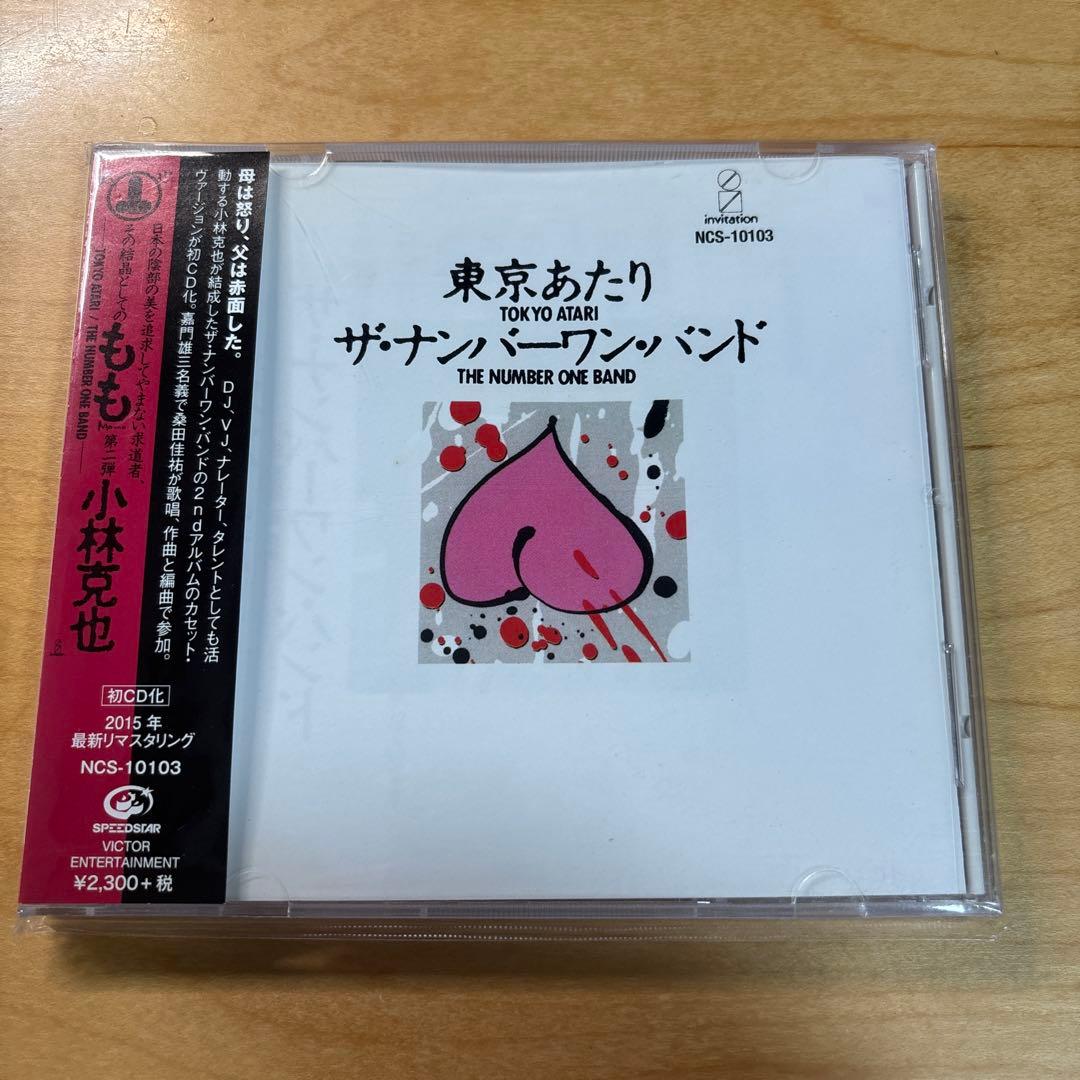 母は怒り、父は赤面した。
DJ、VJ、ナレーター、タレントとしても活
動する小林克也が結成したザ・ナンバーワン・バンドの2ndアルバムのカセット・
ヴァージョンが初CD化。嘉門雄三名義で桑田佳祐が歌唱、作曲と編曲で参加。
日本の陰部の美を追求してやまない求道者、
その結晶としての
もも
Momo
第二弾
小林克也
TOKYO ATARI / THE NUMBER ONE BAND
初CD化
2015年
最新リマスタリング
NCS-10103
SPEEDSTAR
VICTOR
ENTERTAINMENT
¥2,300+税
invitation
NCS-10103
東京あたり
TOKYO ATARI
ザ・ナンバーワン・バンド
THE NUMBER ONE BAND